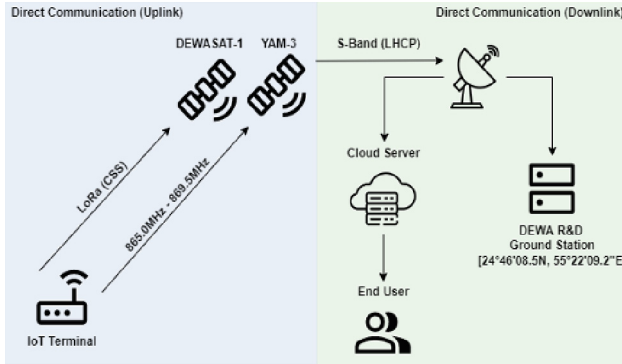 Direct Communication (Uplink)
Direct Communication (Downlink)
DEWASAT-1
YAM-3
S-Band (LHCP)
LoRa (CSS)
865.0MHz - 869.5MHz
IoT Terminal
Cloud Server
End User
DEWA R&D
Ground Station
[24°46'08.5N, 55°22'09.2"E